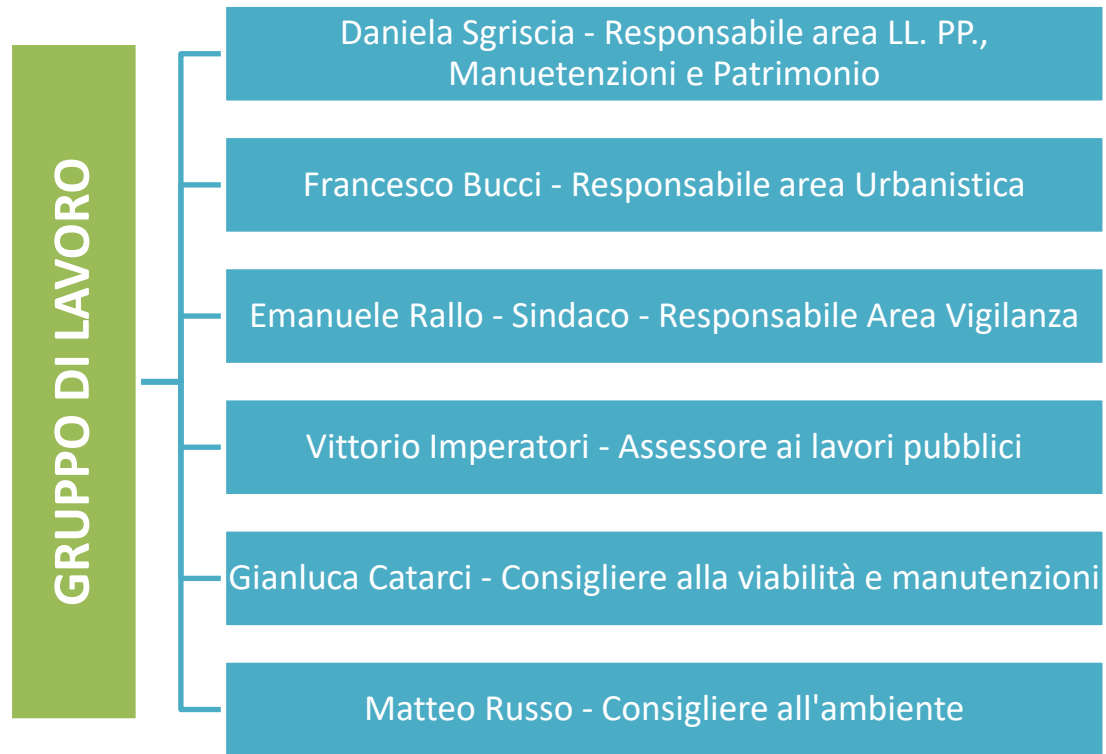 GRUPPO DI LAVORO
Daniela Sgriscia - Responsabile area LL. PP.,
Manuetenzioni e Patrimonio
Francesco Bucci - Responsabile area Urbanistica
Emanuele Rallo - Sindaco - Responsabile Area Vigilanza
Vittorio Imperatori - Assessore ai lavori pubblici
Gianluca Catarci - Consigliere alla viabilità e manutenzioni
Matteo Russo - Consigliere all'ambiente